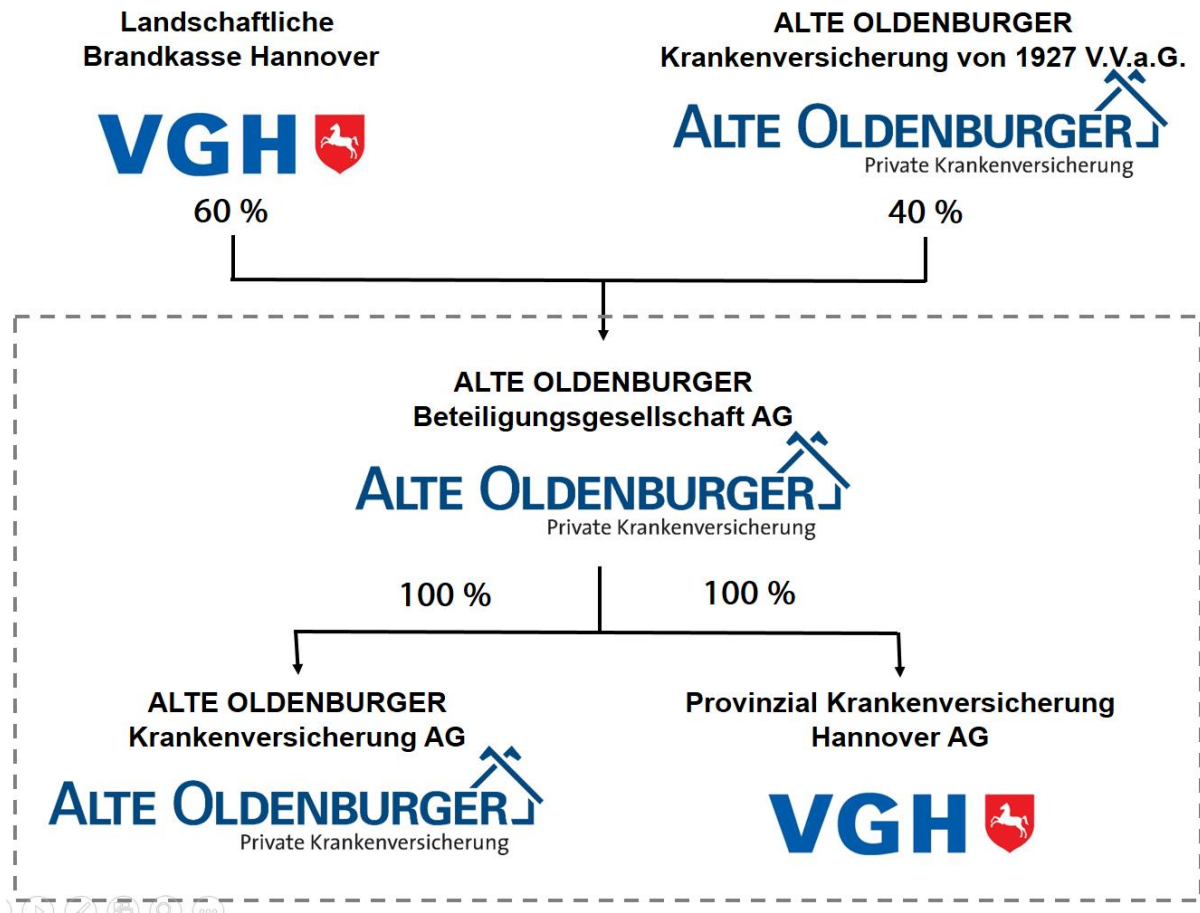 Landschaftliche
Brandkasse Hannover
VGH
60 %
ALTE OLDENBURGER
Krankenversicherung von 1927 V.V.a.G.
ALTE OLDENBURGER
Private Krankenversicherung
40 %
ALTE OLDENBURGER
Beteiligungsgesellschaft AG
ALTE OLDENBURGER
Private Krankenversicherung
100 %
100 %
ALTE OLDENBURGER
Krankenversicherung AG
ALTE OLDENBURGER
Private Krankenversicherung
Provinzial Krankenversicherung
Hannover AG
VGH